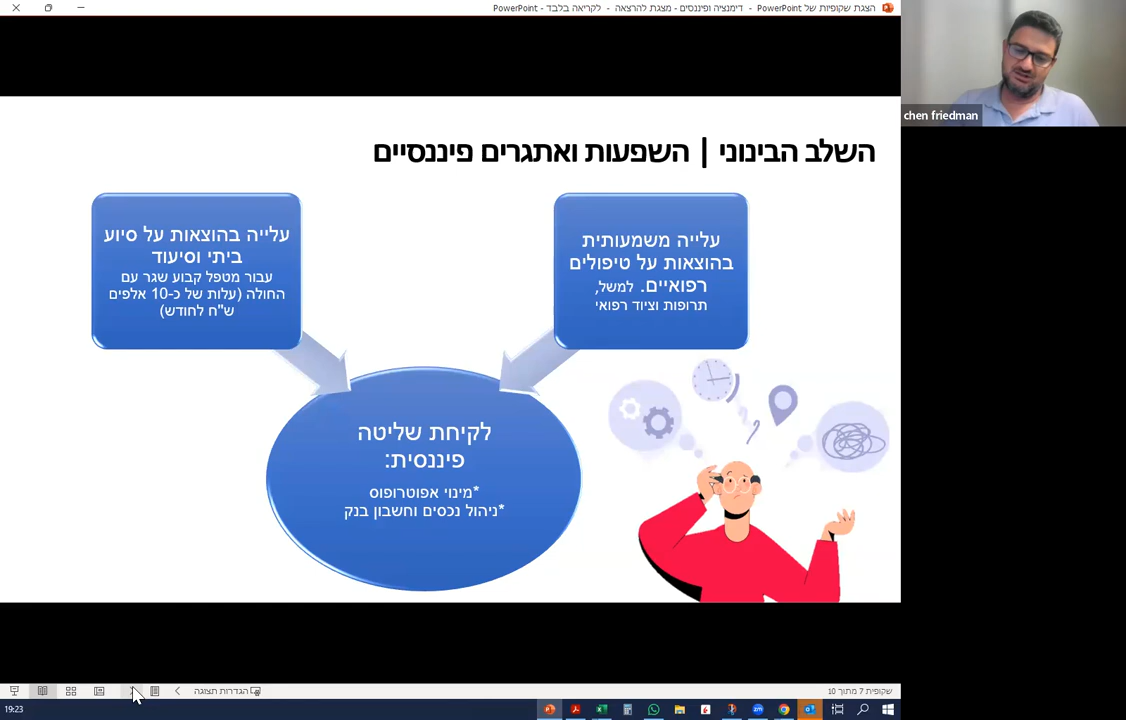 הצגת שקופיות של PowerPoint - דימנציה ופיננסים - מצגת להרצאה - לקריאה בלבד - PowerPoint
chen friedman
השלב הבינוני | השפעות ואתגרים פיננסיים
עלייה משמעותית
בהוצאות על טיפולים
רפואיים. למשל,
תרופות וציוד רפואי
עלייה בהוצאות על סיוע
ביתי וסיעוד
עבור מטפל קבוע שגר עם
החולה (עלות של כ-10 אלפים
ש"ח לחודש)
לקיחת שליטה
פיננסית:
*מינוי אפוטרופוס
*ניהול נכסים וחשבון בנק
שקופית 7 מתוך 10
הגדרות תצוגה
19:23